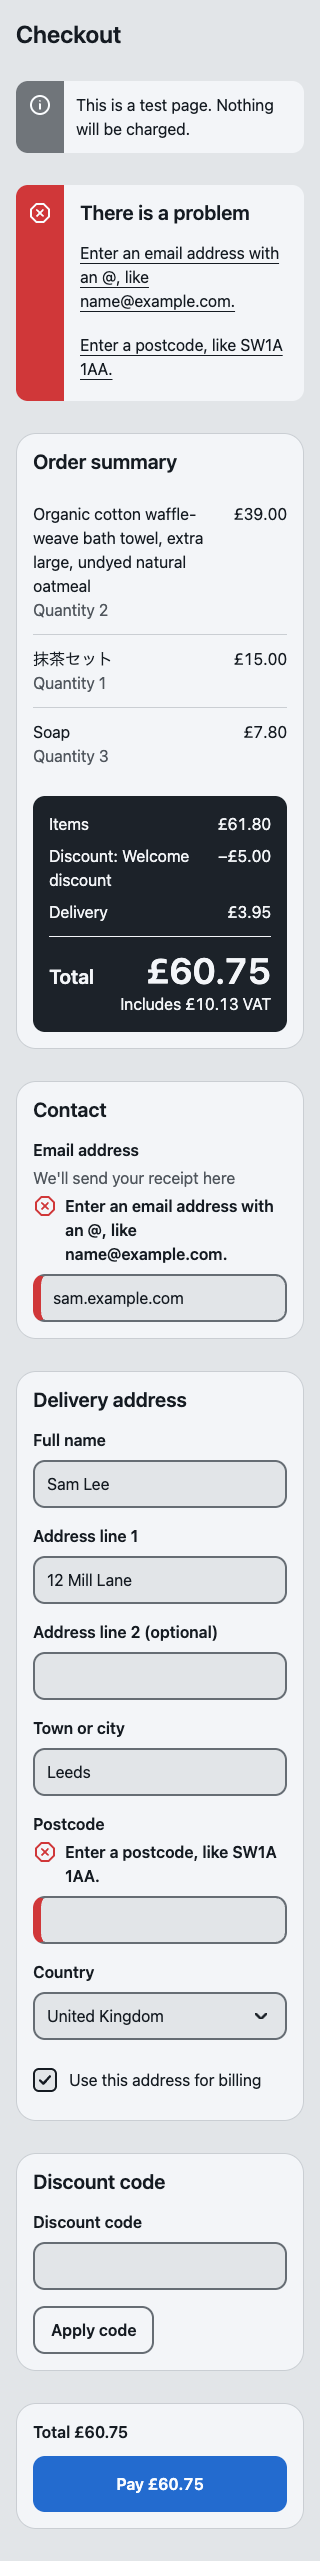 Checkout
This is a test page. Nothing
will be charged.
There is a problem
Enter an email address with
an @, like
name@example.com.
Enter a postcode, like SW1A
1AA.
Order summary
Organic cotton waffle-
weave bath towel, extra
large, undyed natural
oatmeal
£39.00
Quantity 2
抹茶セット £15.00
Quantity 1
Soap £7.80
Quantity 3
Items £61.80
Discount: Welcome
discount
−£5.00
Delivery £3.95
Total £60.75
Includes £10.13 VAT
Contact
Email address
We'll send your receipt here
Enter an email address with
an @, like
name@example.com.
sam.example.com
Delivery address
Full name
Sam Lee
Address line 1
12 Mill Lane
Address line 2 (optional)
Town or city
Leeds
Postcode
Enter a postcode, like SW1A
1AA.
Country
United Kingdom
Use this address for billing
Discount code
Discount code
Apply code
Total £60.75
Pay £60.75